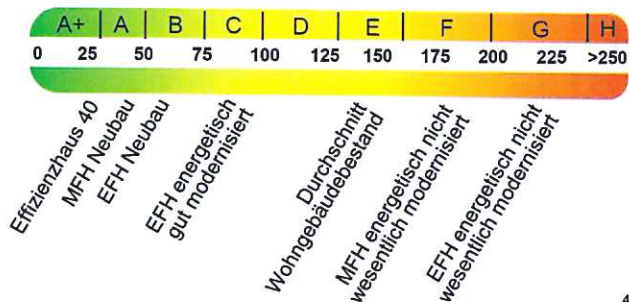 A+ A B C D E F G H
0 25 50 75 100 125 150 175 200 225 >250
Effizienzhaus 40
MFH Neubau
EFH Neubau
EFH energetisch
gut modernisiert
Durchschnitt
Wohngebäudebestand
MFH energetisch nicht
wesentlich modernisiert
EFH energetisch nicht
wesentlich modernisiert
4